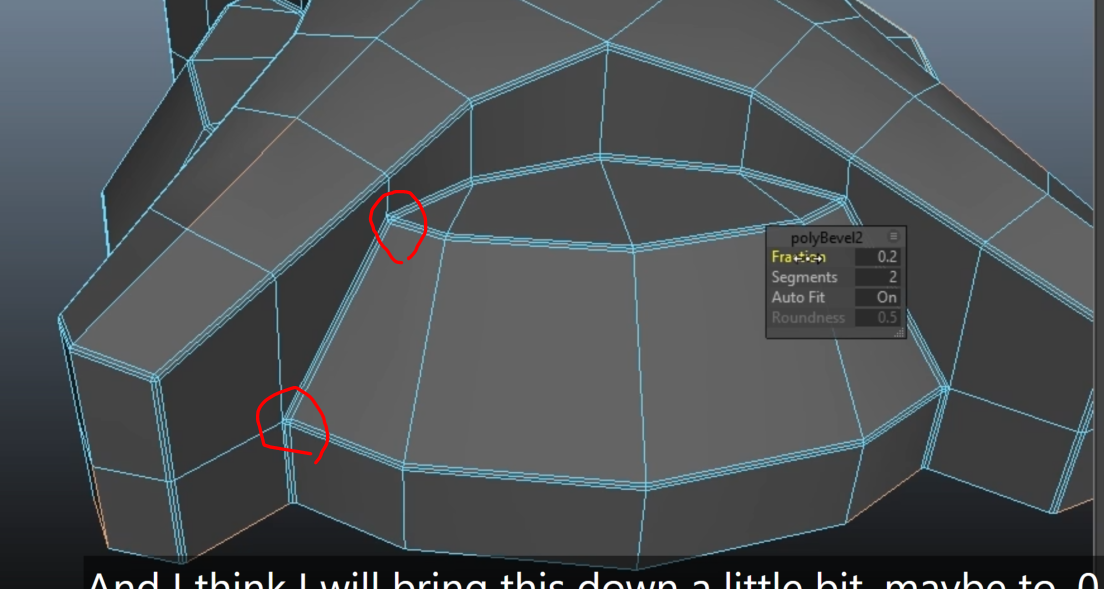 polyBevel2
Fraction 0.2
Segments 2
Auto Fit On
Roundness 0.5
And I think I will bring this down a little bit, maybe to 0